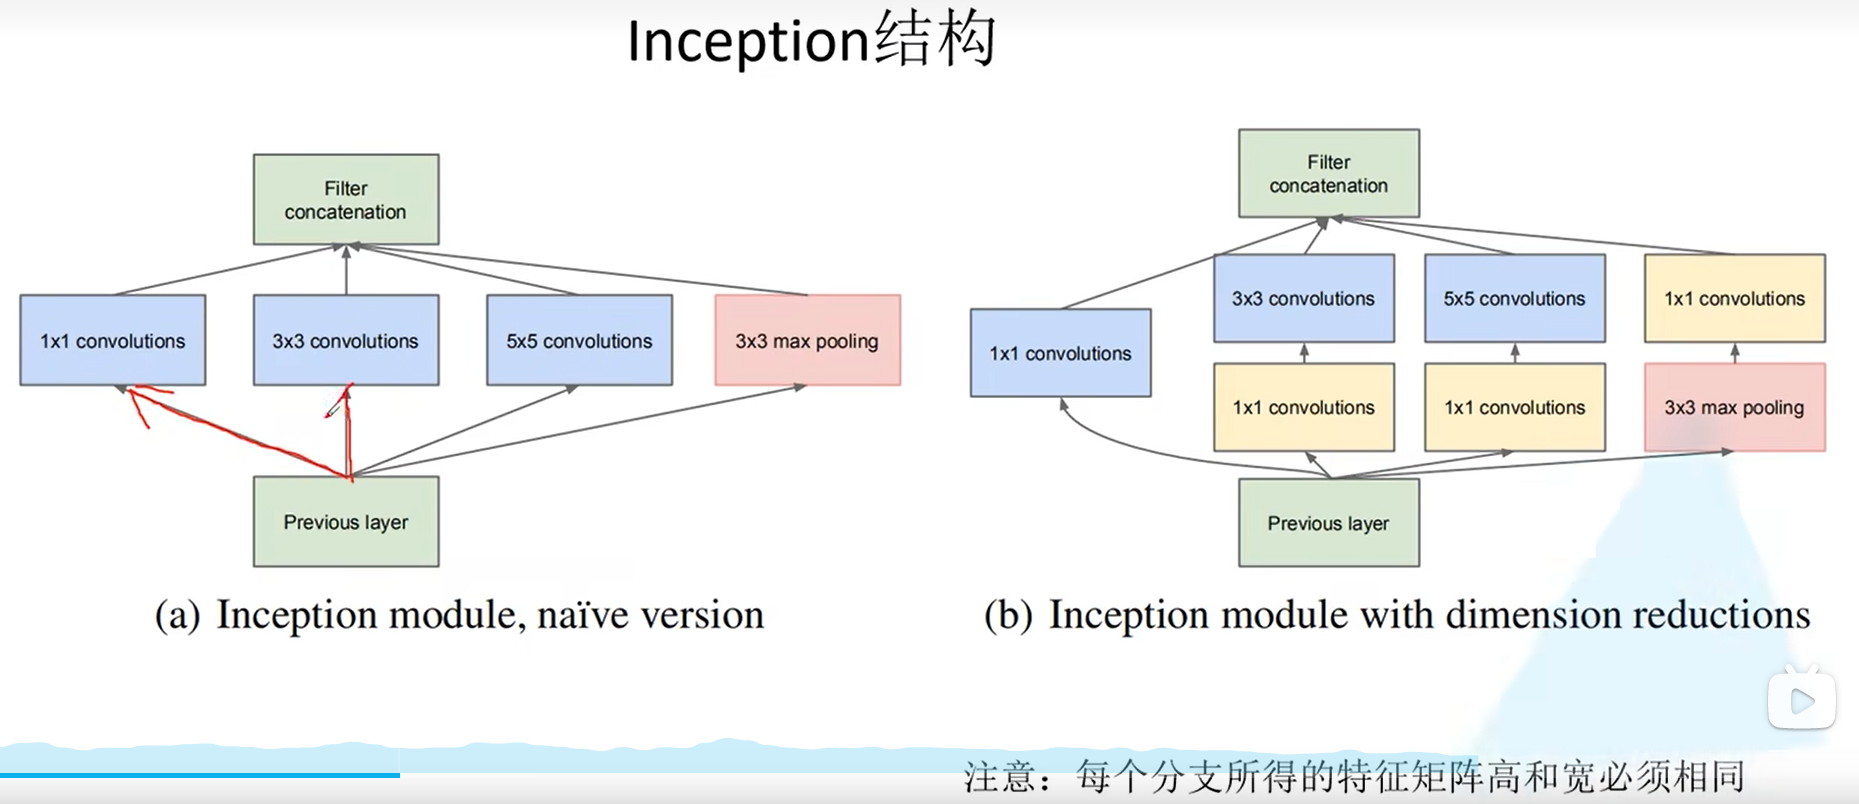 Inception结构
Filter
concatenation
1x1 convolutions
3x3 convolutions
5x5 convolutions
3x3 max pooling
Previous layer
(a) Inception module, naïve version
Filter
concatenation
3x3 convolutions
5x5 convolutions
1x1 convolutions
1x1 convolutions
1x1 convolutions
1x1 convolutions
3x3 max pooling
Previous layer
(b) Inception module with dimension reductions
注意：每个分支所得的特征矩阵高和宽必须相同